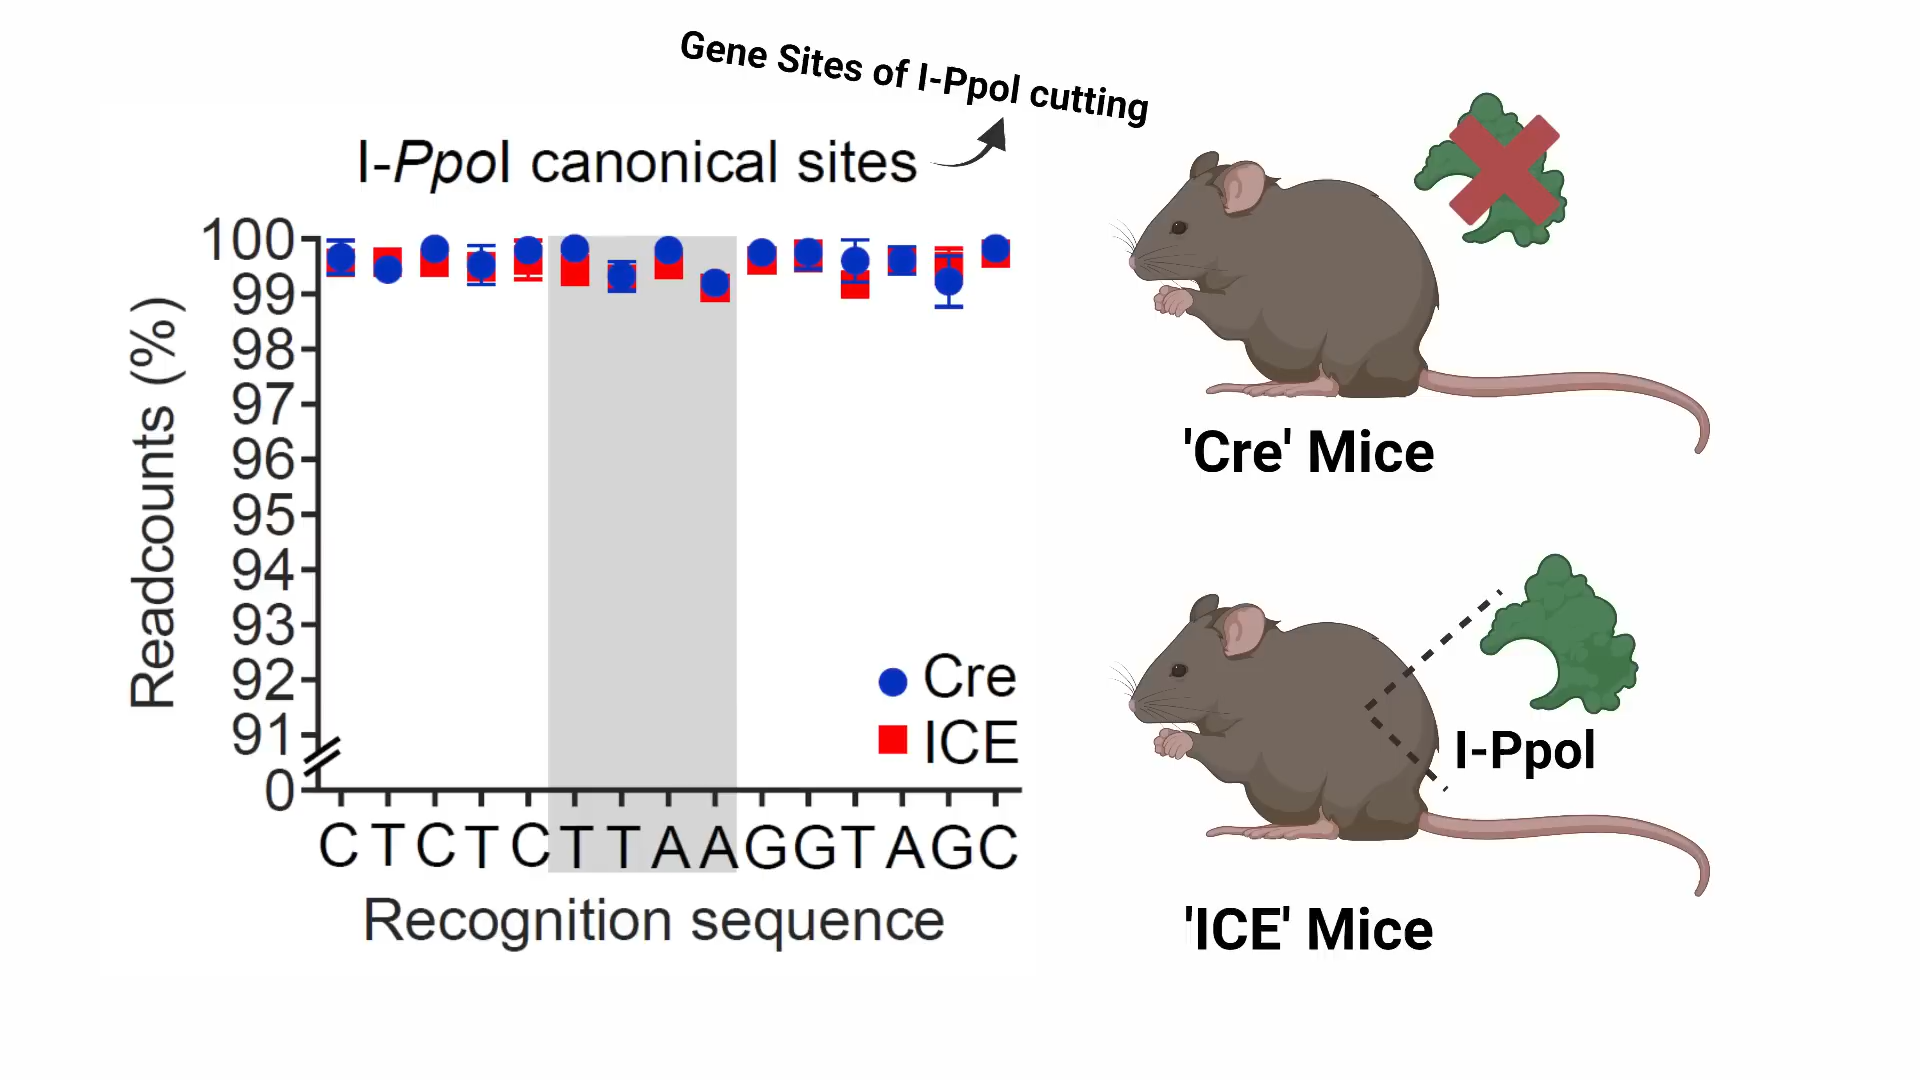 Gene Sites of I-PpoI cutting
I-PpoI canonical sites
Readcounts (%)
100
99
98
97
96
95
94
93
92
91
0
Cre
ICE
C T C T C T T A A G G T A G C
Recognition sequence
'Cre' Mice
I-PpoI
'ICE' Mice